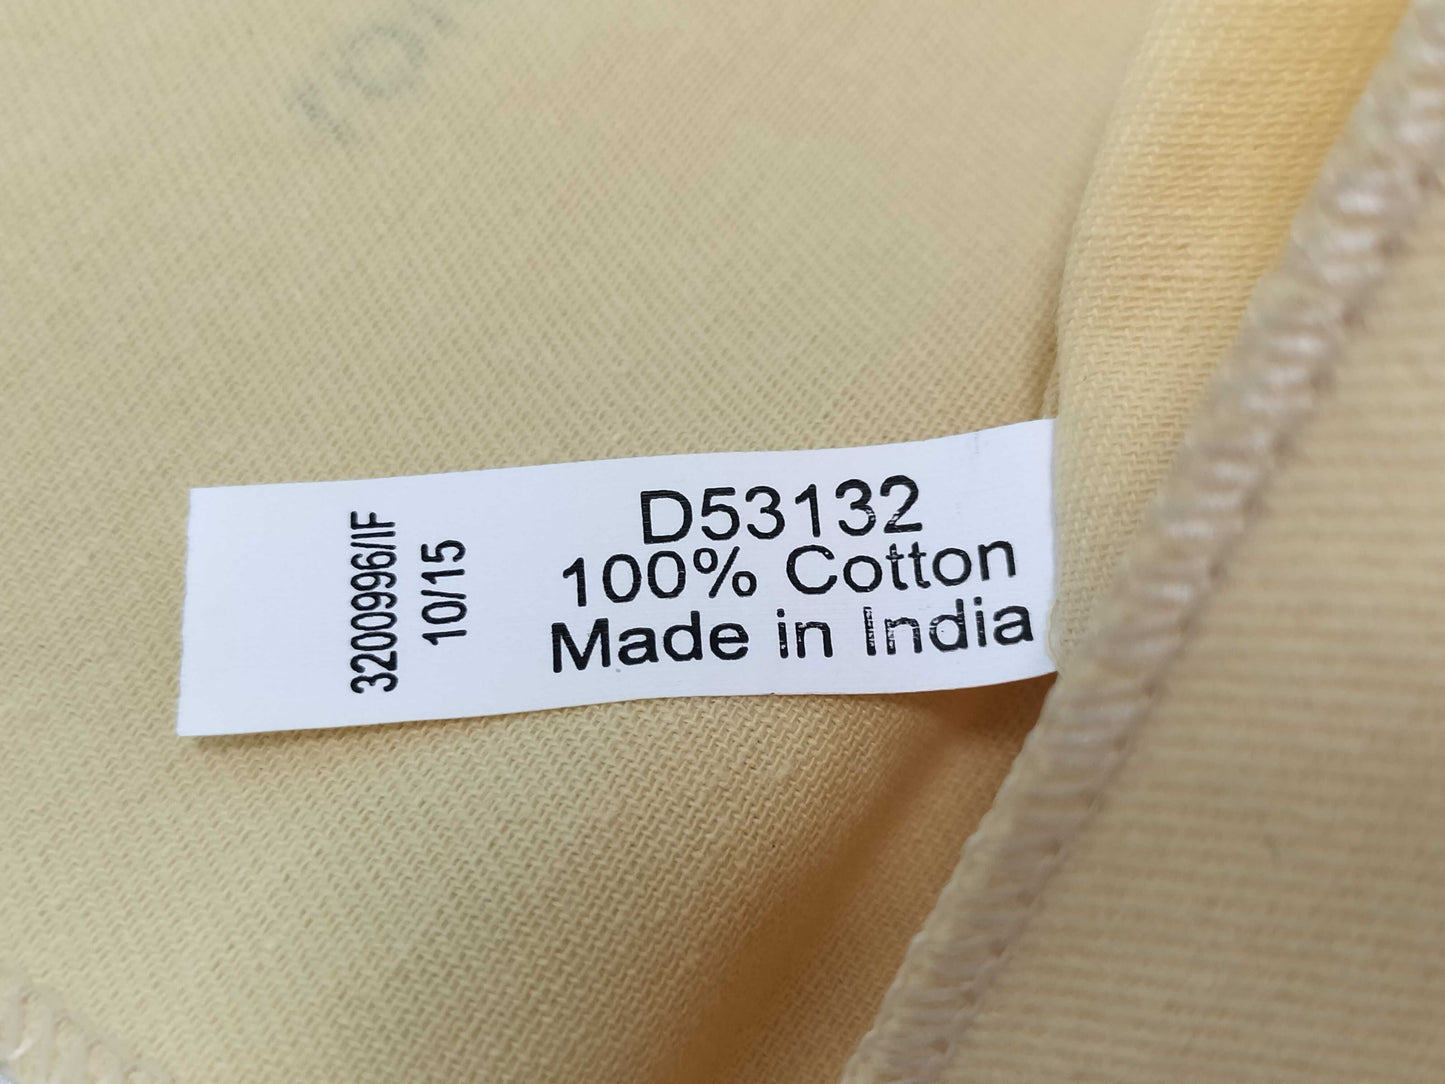 D53132
100% Cotton
Made in India
3200996/IF
10/15